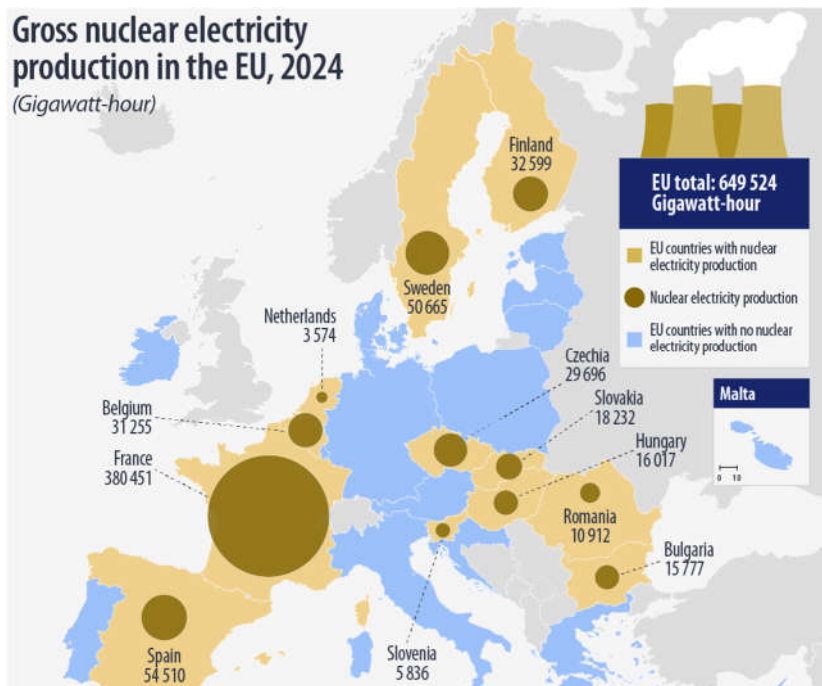 Gross nuclear electricity
production in the EU, 2024
(Gigawatt-hour)
EU total: 649 524
Gigawatt-hour
EU countries with nuclear
electricity production
Nuclear electricity production
EU countries with no nuclear
electricity production
Malta
0 10
Finland
32 599
Sweden
50 665
Netherlands
3 574
Belgium
31 255
France
380 451
Czechia
29 696
Slovakia
18 232
Hungary
16 017
Romania
10 912
Bulgaria
15 777
Slovenia
5 836
Spain
54 510